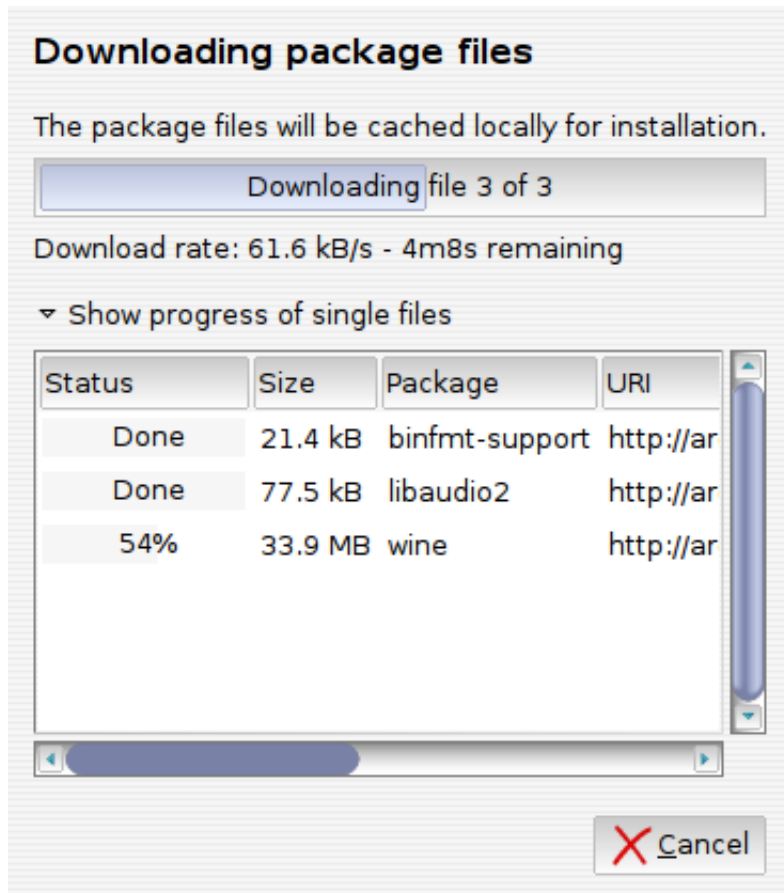 Downloading package files
The package files will be cached locally for installation.
Downloading file 3 of 3
Download rate: 61.6 kB/s - 4m8s remaining
Show progress of single files
Status Size Package URI
Done 21.4 kB binfmt-support http://ar
Done 77.5 kB libaudio2 http://ar
54% 33.9 MB wine http://ar
Cancel